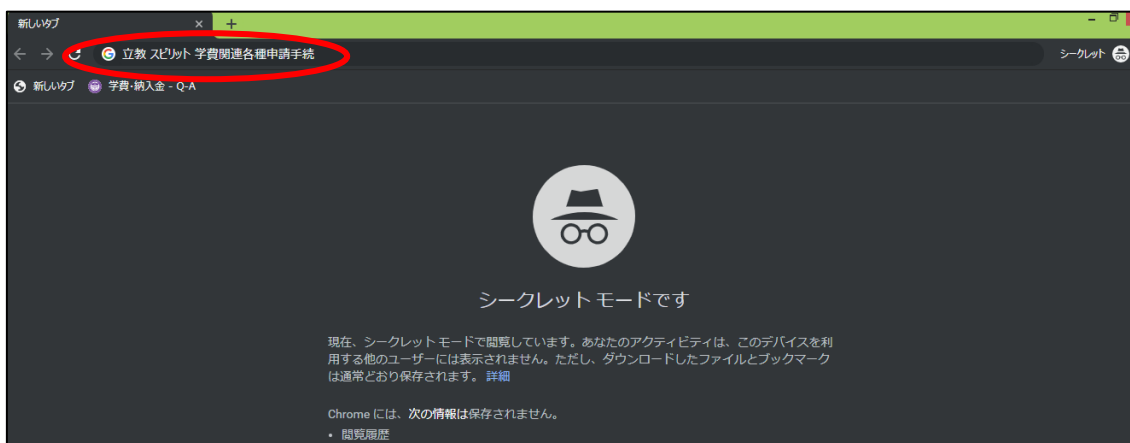 新しいタブ
立教 スピリット 学費関連各種申請手続
シークレット
新しいタブ 学費・納入金 - Q-A
シークレット モードです
現在、シークレット モードで閲覧しています。あなたのアクティビティは、このデバイスを利
用する他のユーザーには表示されません。ただし、ダウンロードしたファイルとブックマーク
は通常どおり保存されます。 詳細
Chrome には、次の情報は保存されません。
• 閲覧履歴